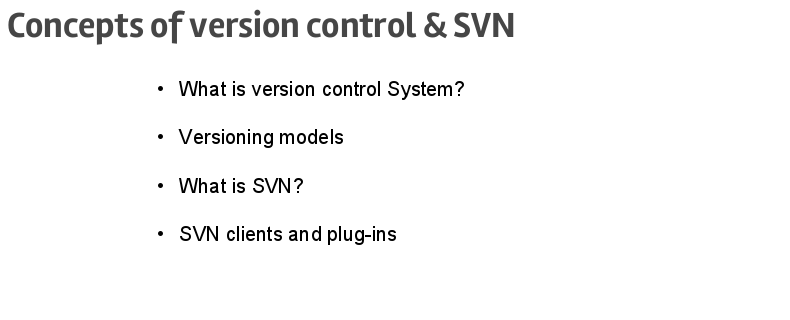 Concepts of version control & SVN
• What is version control System?
• Versioning models
• What is SVN?
• SVN clients and plug-ins